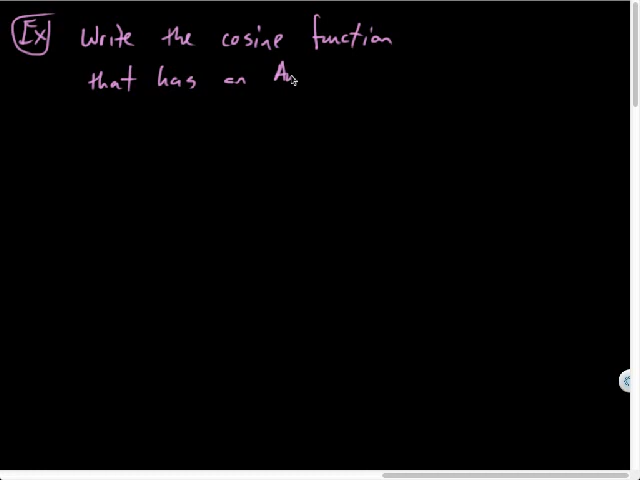 Ex Write the cosine function
that has an